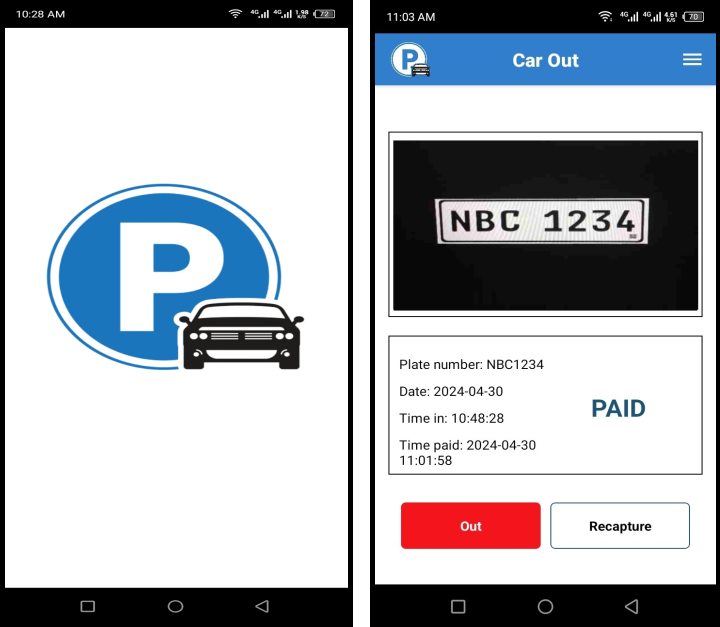 10:28 AM
4G 4G 1.98 K/S 72
P
11:03 AM
4G 4G 4.61 K/S 70
P
Car Out
NBC 1234
Plate number: NBC1234
Date: 2024-04-30
PAID
Time in: 10:48:28
Time paid: 2024-04-30
11:01:58
Out
Recapture